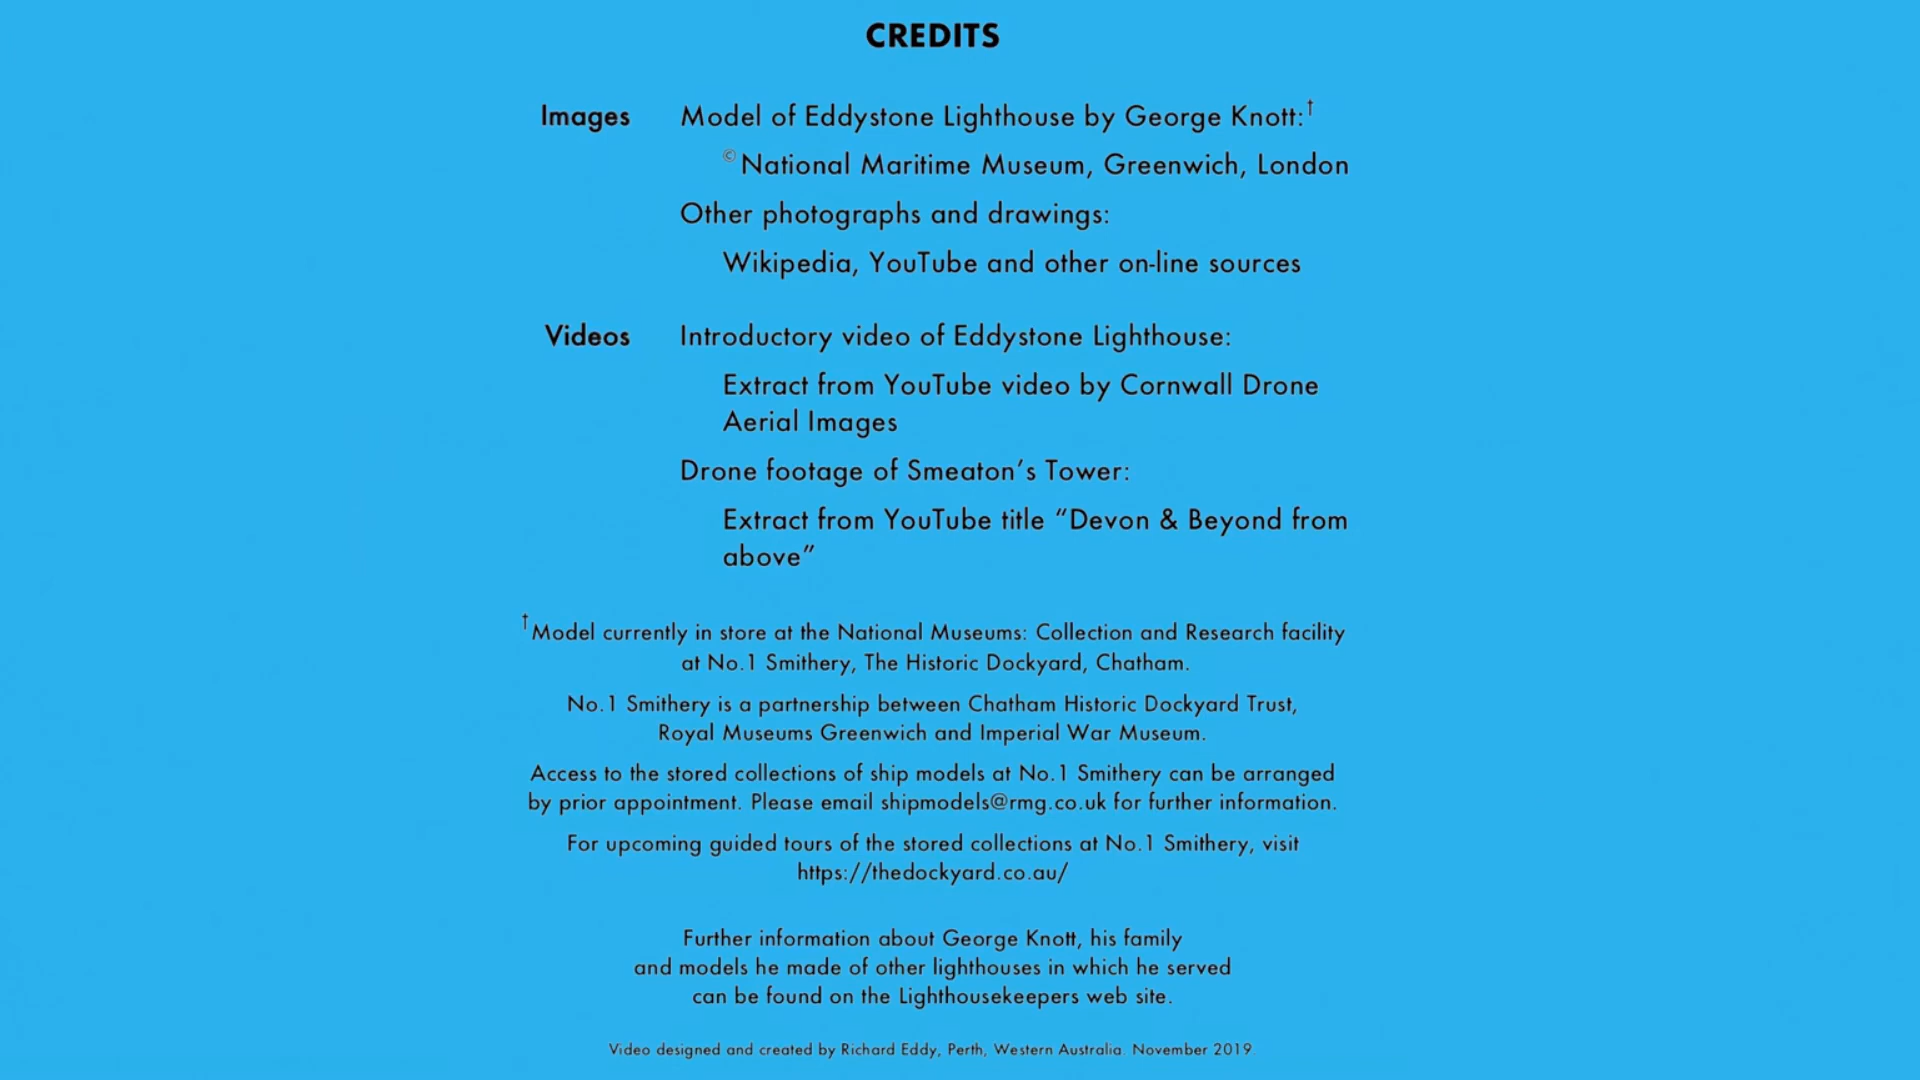 CREDITS
Images Model of Eddystone Lighthouse by George Knott:†
©National Maritime Museum, Greenwich, London
Other photographs and drawings:
Wikipedia, YouTube and other on-line sources
Videos Introductory video of Eddystone Lighthouse:
Extract from YouTube video by Cornwall Drone
Aerial Images
Drone footage of Smeaton’s Tower:
Extract from YouTube title “Devon & Beyond from
above”
†Model currently in store at the National Museums: Collection and Research facility
at No.1 Smithery, The Historic Dockyard, Chatham.
No.1 Smithery is a partnership between Chatham Historic Dockyard Trust,
Royal Museums Greenwich and Imperial War Museum.
Access to the stored collections of ship models at No.1 Smithery can be arranged
by prior appointment. Please email shipmodels@rmg.co.uk for further information.
For upcoming guided tours of the stored collections at No.1 Smithery, visit
https://thedockyard.co.au/
Further information about George Knott, his family
and models he made of other lighthouses in which he served
can be found on the Lighthousekeepers web site.
Video designed and created by Richard Eddy, Perth, Western Australia. November 2019